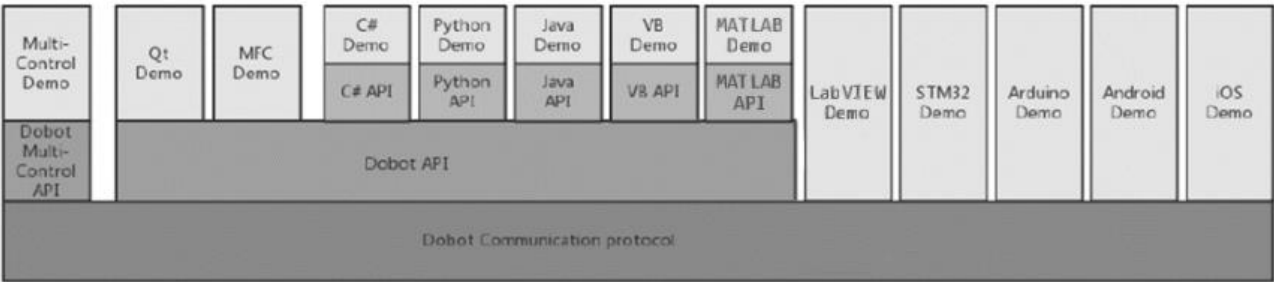 Multi-
Control
Demo
Qt
Demo
MFC
Demo
C#
Demo
Python
Demo
Java
Demo
VB
Demo
MATLAB
Demo
C# API
Python
API
Java
API
VB API
MATLAB
API
LabVIEW
Demo
STM32
Demo
Arduino
Demo
Android
Demo
iOS
Demo
Dobot
Multi-
Control
API
Dobot API
Dobot Communication protocol